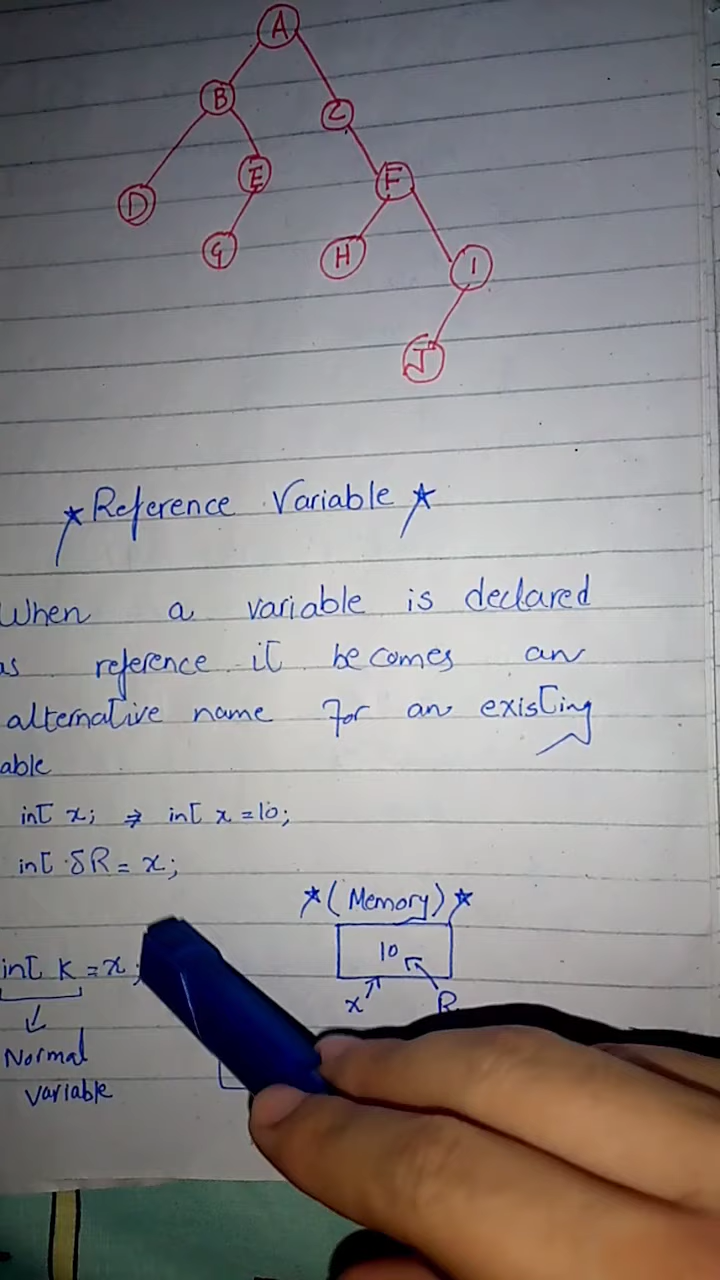 A
B
C
D
E
F
G
H
I
J
*Reference Variable*
When a variable is declared
as reference it becomes an
alternative name for an existing
able
int x; ⇒ int x = 10;
int &R = x;
*(Memory)*
10
int K = x;
x
R
Normal
variable